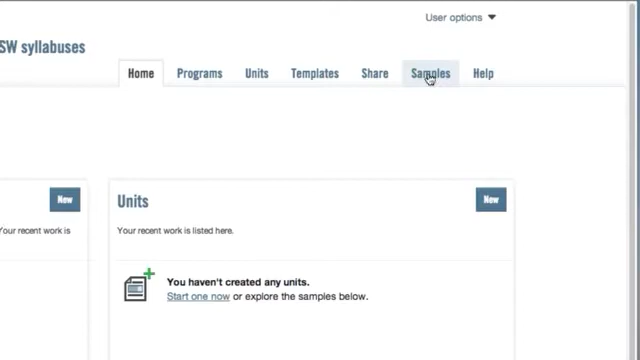 User options
SW syllabuses
Home Programs Units Templates Share Samples Help
New
Units
New
Your recent work is
Your recent work is listed here.
You haven't created any units.
Start one now or explore the samples below.